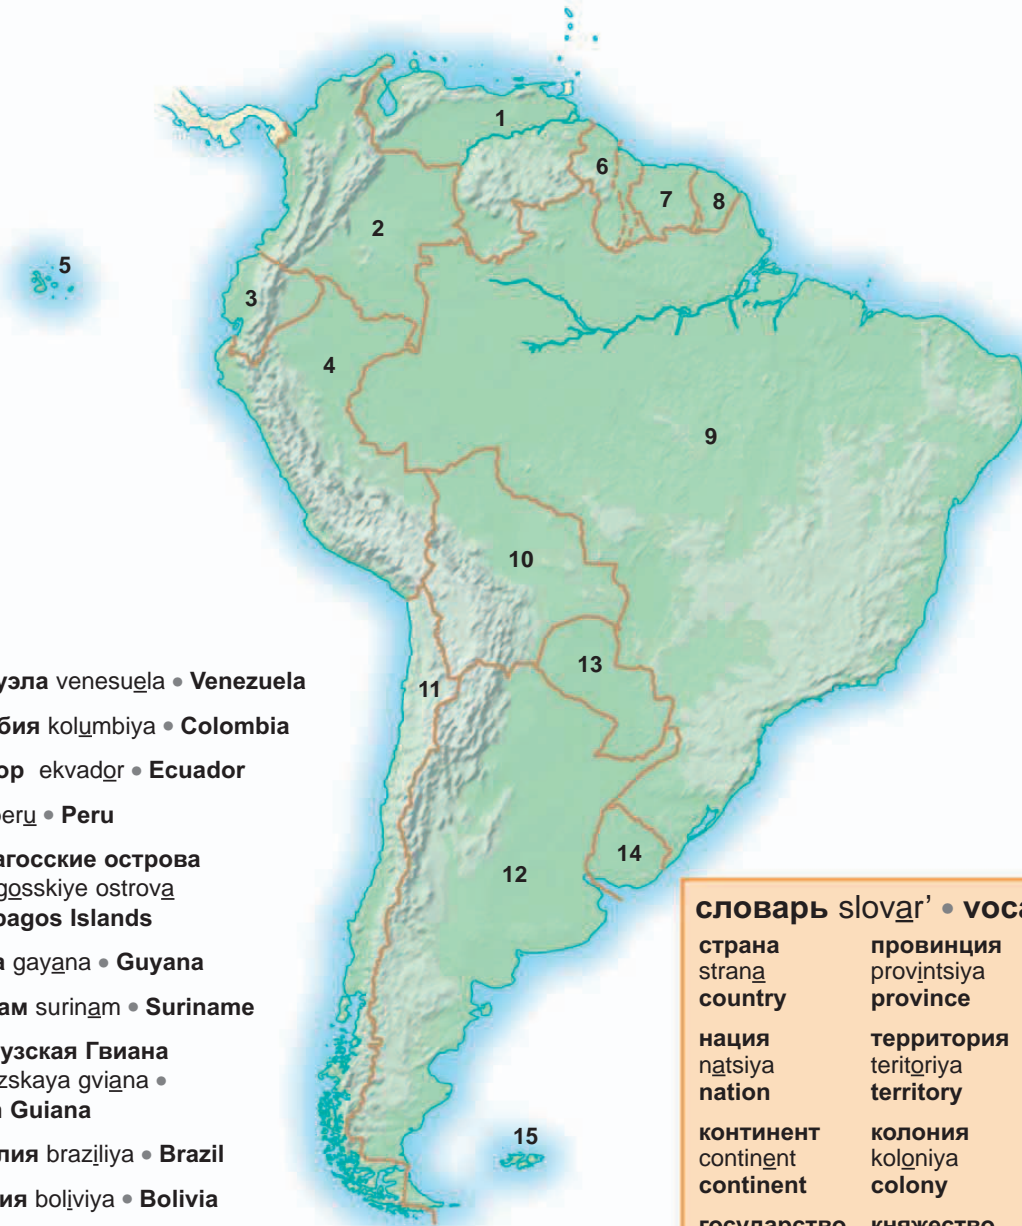 1
6
7
8
2
5
3
4
9
10
13
11
14
12
15
уэла venesuela • Venezuela
бия kolumbiya • Colombia
ор ekvador • Ecuador
peru • Peru
агосские острова
gosskiye ostrova
pagos Islands
а gayana • Guyana
ам surinam • Suriname
узская Гвиана
zskaya gviana •
n Guiana
лия braziliya • Brazil
ия boliviya • Bolivia
словарь slovar’ • voca
страна провинция
strana provintsiya
country province
нация территория
natsiya teritoriya
nation territory
континент колония
continent koloniya
continent colony
государство княжество